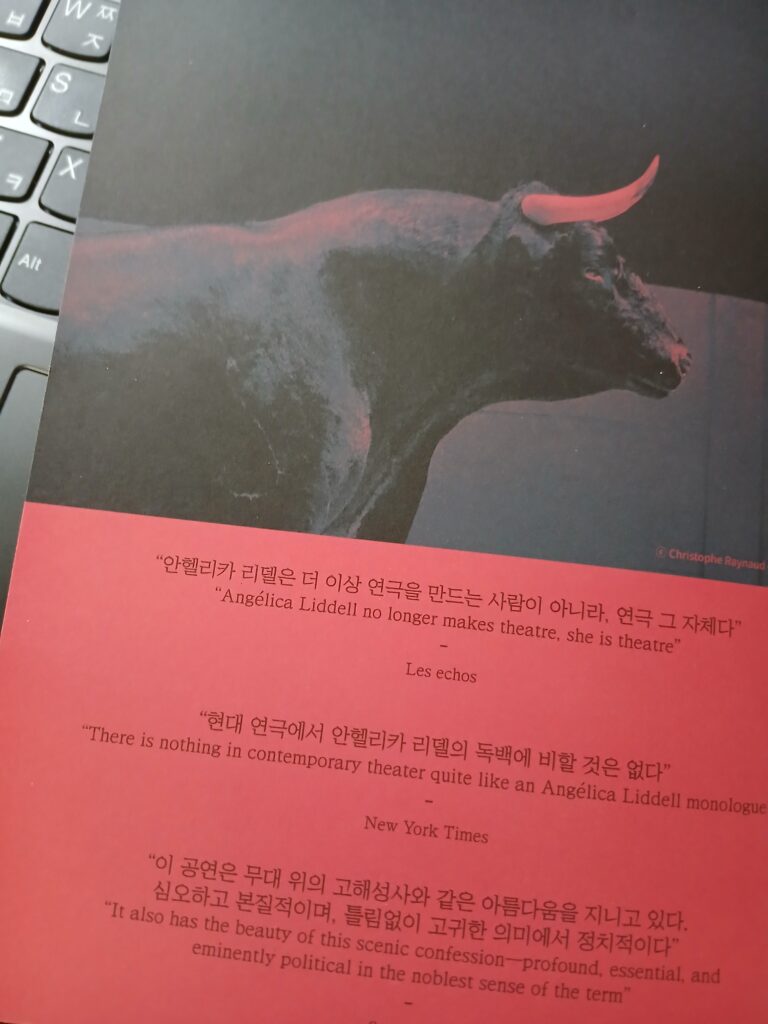 ㅂ
W ㅉ
ㅈ
S
ㄴ
ㅋ
X
Alt
ⓒ Christophe Raynaud
“안헬리카 리델은 더 이상 연극을 만드는 사람이 아니라, 연극 그 자체다”
“Angélica Liddell no longer makes theatre, she is theatre”
–
Les echos
“현대 연극에서 안헬리카 리델의 독백에 비할 것은 없다”
“There is nothing in contemporary theater quite like an Angélica Liddell monologue
–
New York Times
“이 공연은 무대 위의 고해성사와 같은 아름다움을 지니고 있다.
심오하고 본질적이며, 틀림없이 고귀한 의미에서 정치적이다”
“It also has the beauty of this scenic confession—profound, essential, and
eminently political in the noblest sense of the term”
–